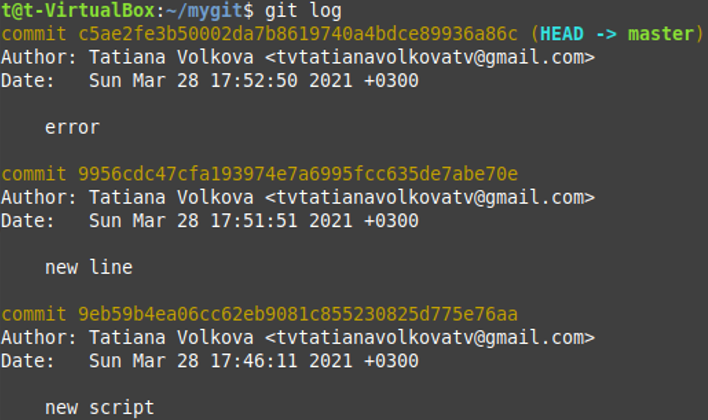 t@t-VirtualBox:~/mygit$ git log
commit c5ae2fe3b50002da7b8619740a4bdce89936a86c (HEAD -> master)
Author: Tatiana Volkova <tvtatianavolkovatv@gmail.com>
Date:   Sun Mar 28 17:52:50 2021 +0300
error
commit 9956cdc47cfa193974e7a6995fcc635de7abe70e
Author: Tatiana Volkova <tvtatianavolkovatv@gmail.com>
Date:   Sun Mar 28 17:51:51 2021 +0300
new line
commit 9eb59b4ea06cc62eb9081c855230825d775e76aa
Author: Tatiana Volkova <tvtatianavolkovatv@gmail.com>
Date:   Sun Mar 28 17:46:11 2021 +0300
new script